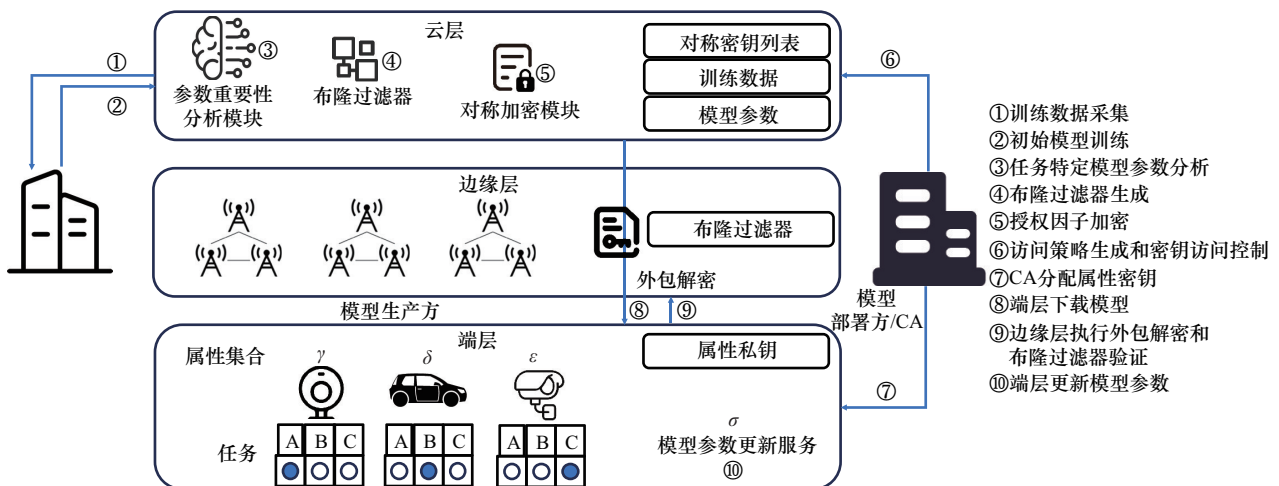 云层
①
②
③
参数重要性
分析模块
④
布隆过滤器
⑤
对称加密模块
对称密钥列表
训练数据
模型参数
⑥
边缘层
布隆过滤器
外包解密
模型生产方
⑧
⑨
模型
部署方/CA
端层
属性集合
γ
δ
ε
属性私钥
⑦
任务
A B C
A B C
A B C
σ
模型参数更新服务
⑩
①训练数据采集
②初始模型训练
③任务特定模型参数分析
④布隆过滤器生成
⑤授权因子加密
⑥访问策略生成和密钥访问控制
⑦CA分配属性密钥
⑧端层下载模型
⑨边缘层执行外包解密和
布隆过滤器验证
⑩端层更新模型参数